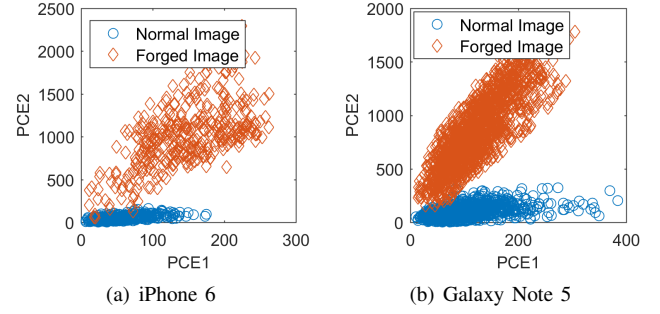 2500
2000
1500
1000
500
0
PCE2
Normal Image
Forged Image
0 100 200 300
PCE1
(a) iPhone 6
2000
1500
1000
500
0
PCE2
Normal Image
Forged Image
0 200 400
PCE1
(b) Galaxy Note 5